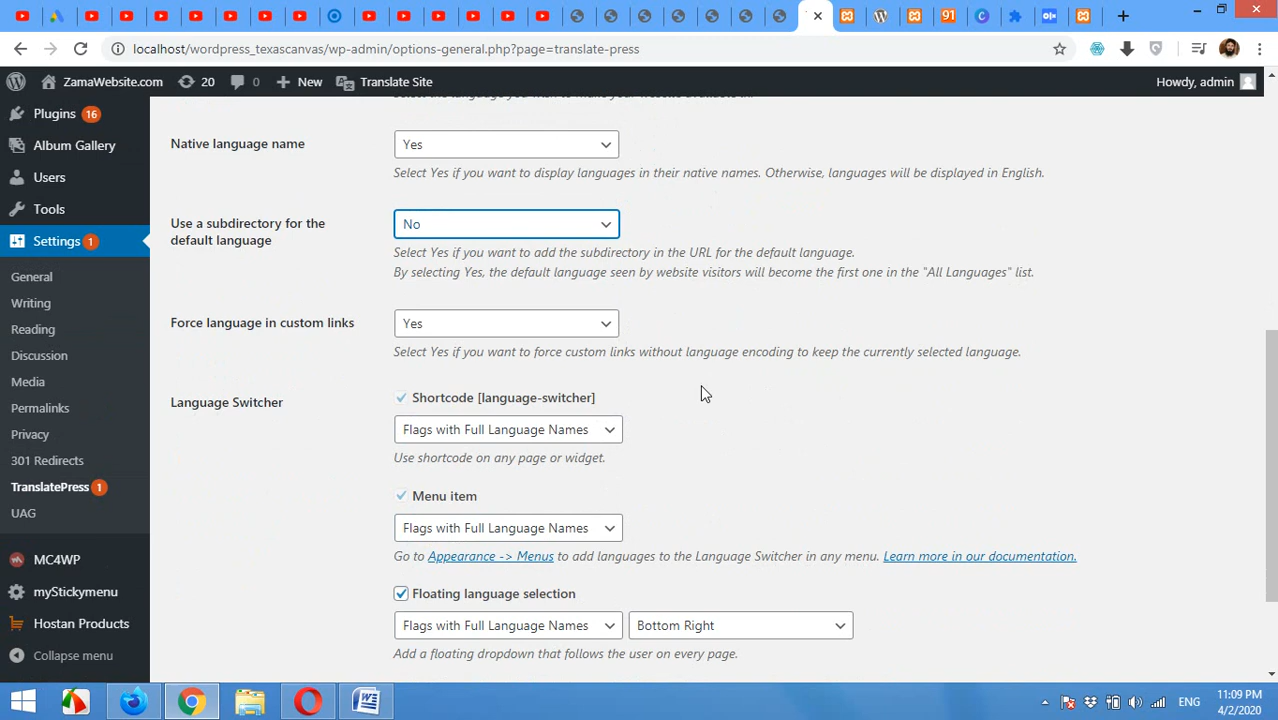 91
localhost/wordpress_texascanvas/wp-admin/options-general.php?page=translate-press
ZamaWebsite.com 20 0 New Translate Site Howdy, admin
Plugins 16
Album Gallery
Users
Tools
Settings 1
General
Writing
Reading
Discussion
Media
Permalinks
Privacy
301 Redirects
TranslatePress 1
UAG
MC4WP
myStickymenu
Hostan Products
Collapse menu
Native language name Yes
Select Yes if you want to display languages in their native names. Otherwise, languages will be displayed in English.
Use a subdirectory for the default language No
Select Yes if you want to add the subdirectory in the URL for the default language.
By selecting Yes, the default language seen by website visitors will become the first one in the "All Languages" list.
Force language in custom links Yes
Select Yes if you want to force custom links without language encoding to keep the currently selected language.
Language Switcher
Shortcode [language-switcher]
Flags with Full Language Names
Use shortcode on any page or widget.
Menu item
Flags with Full Language Names
Go to Appearance -> Menus to add languages to the Language Switcher in any menu. Learn more in our documentation.
Floating language selection
Flags with Full Language Names Bottom Right
Add a floating dropdown that follows the user on every page.
ENG
11:09 PM
4/2/2020